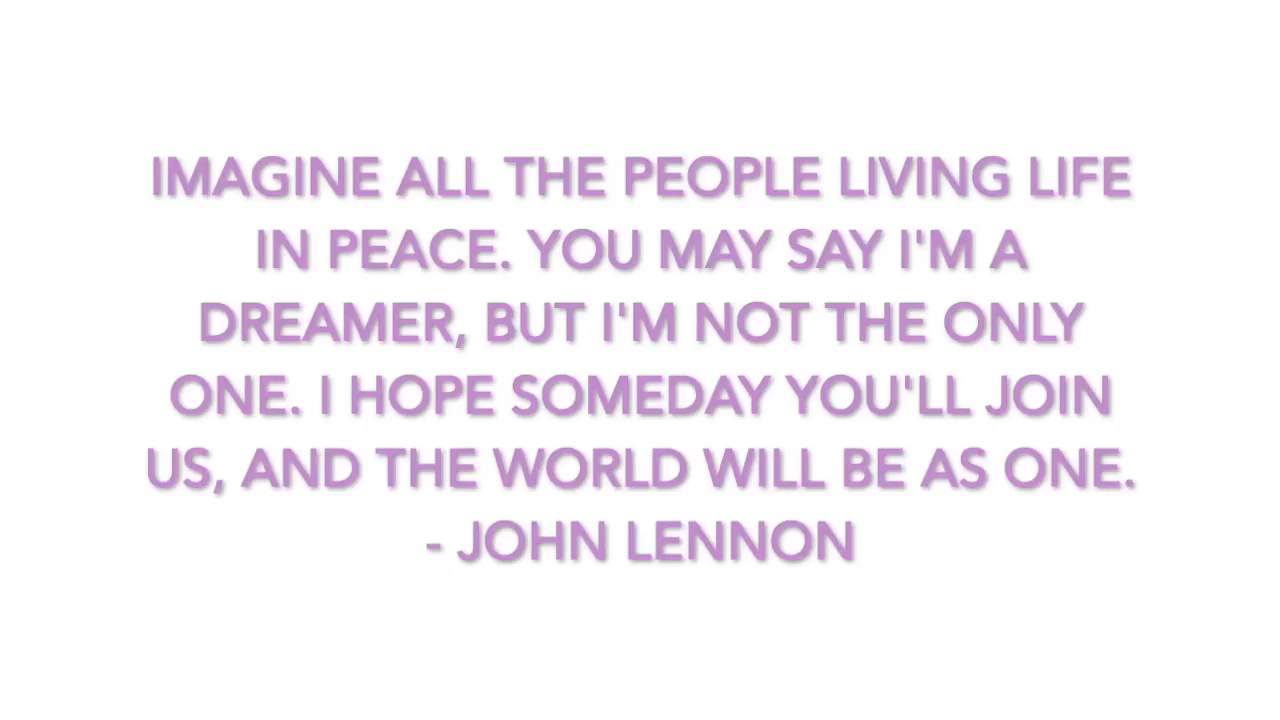 IMAGINE ALL THE PEOPLE LIVING LIFE
IN PEACE. YOU MAY SAY I'M A
DREAMER, BUT I'M NOT THE ONLY
ONE. I HOPE SOMEDAY YOU'LL JOIN
US, AND THE WORLD WILL BE AS ONE.
- JOHN LENNON